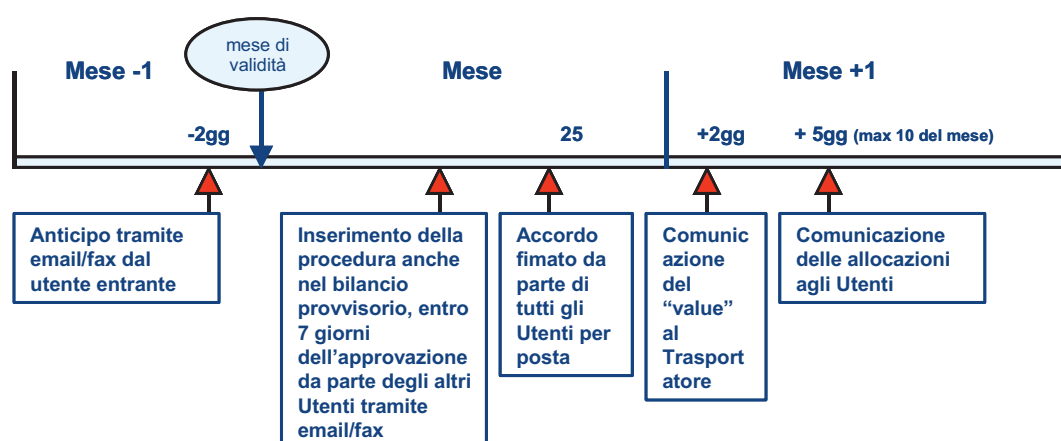 mese di
validità
Mese -1
Mese
Mese +1
-2gg
25
+2gg
+ 5gg (max 10 del mese)
Anticipo tramite
email/fax dal
utente entrante
Inserimento della
procedura anche
nel bilancio
provvisorio, entro
7 giorni
dell’approvazione
da parte degli altri
Utenti tramite
email/fax
Accordo
fimato da
parte di
tutti gli
Utenti per
posta
Comunic
azione
del
“value”
al
Trasport
atore
Comunicazione
delle allocazioni
agli Utenti